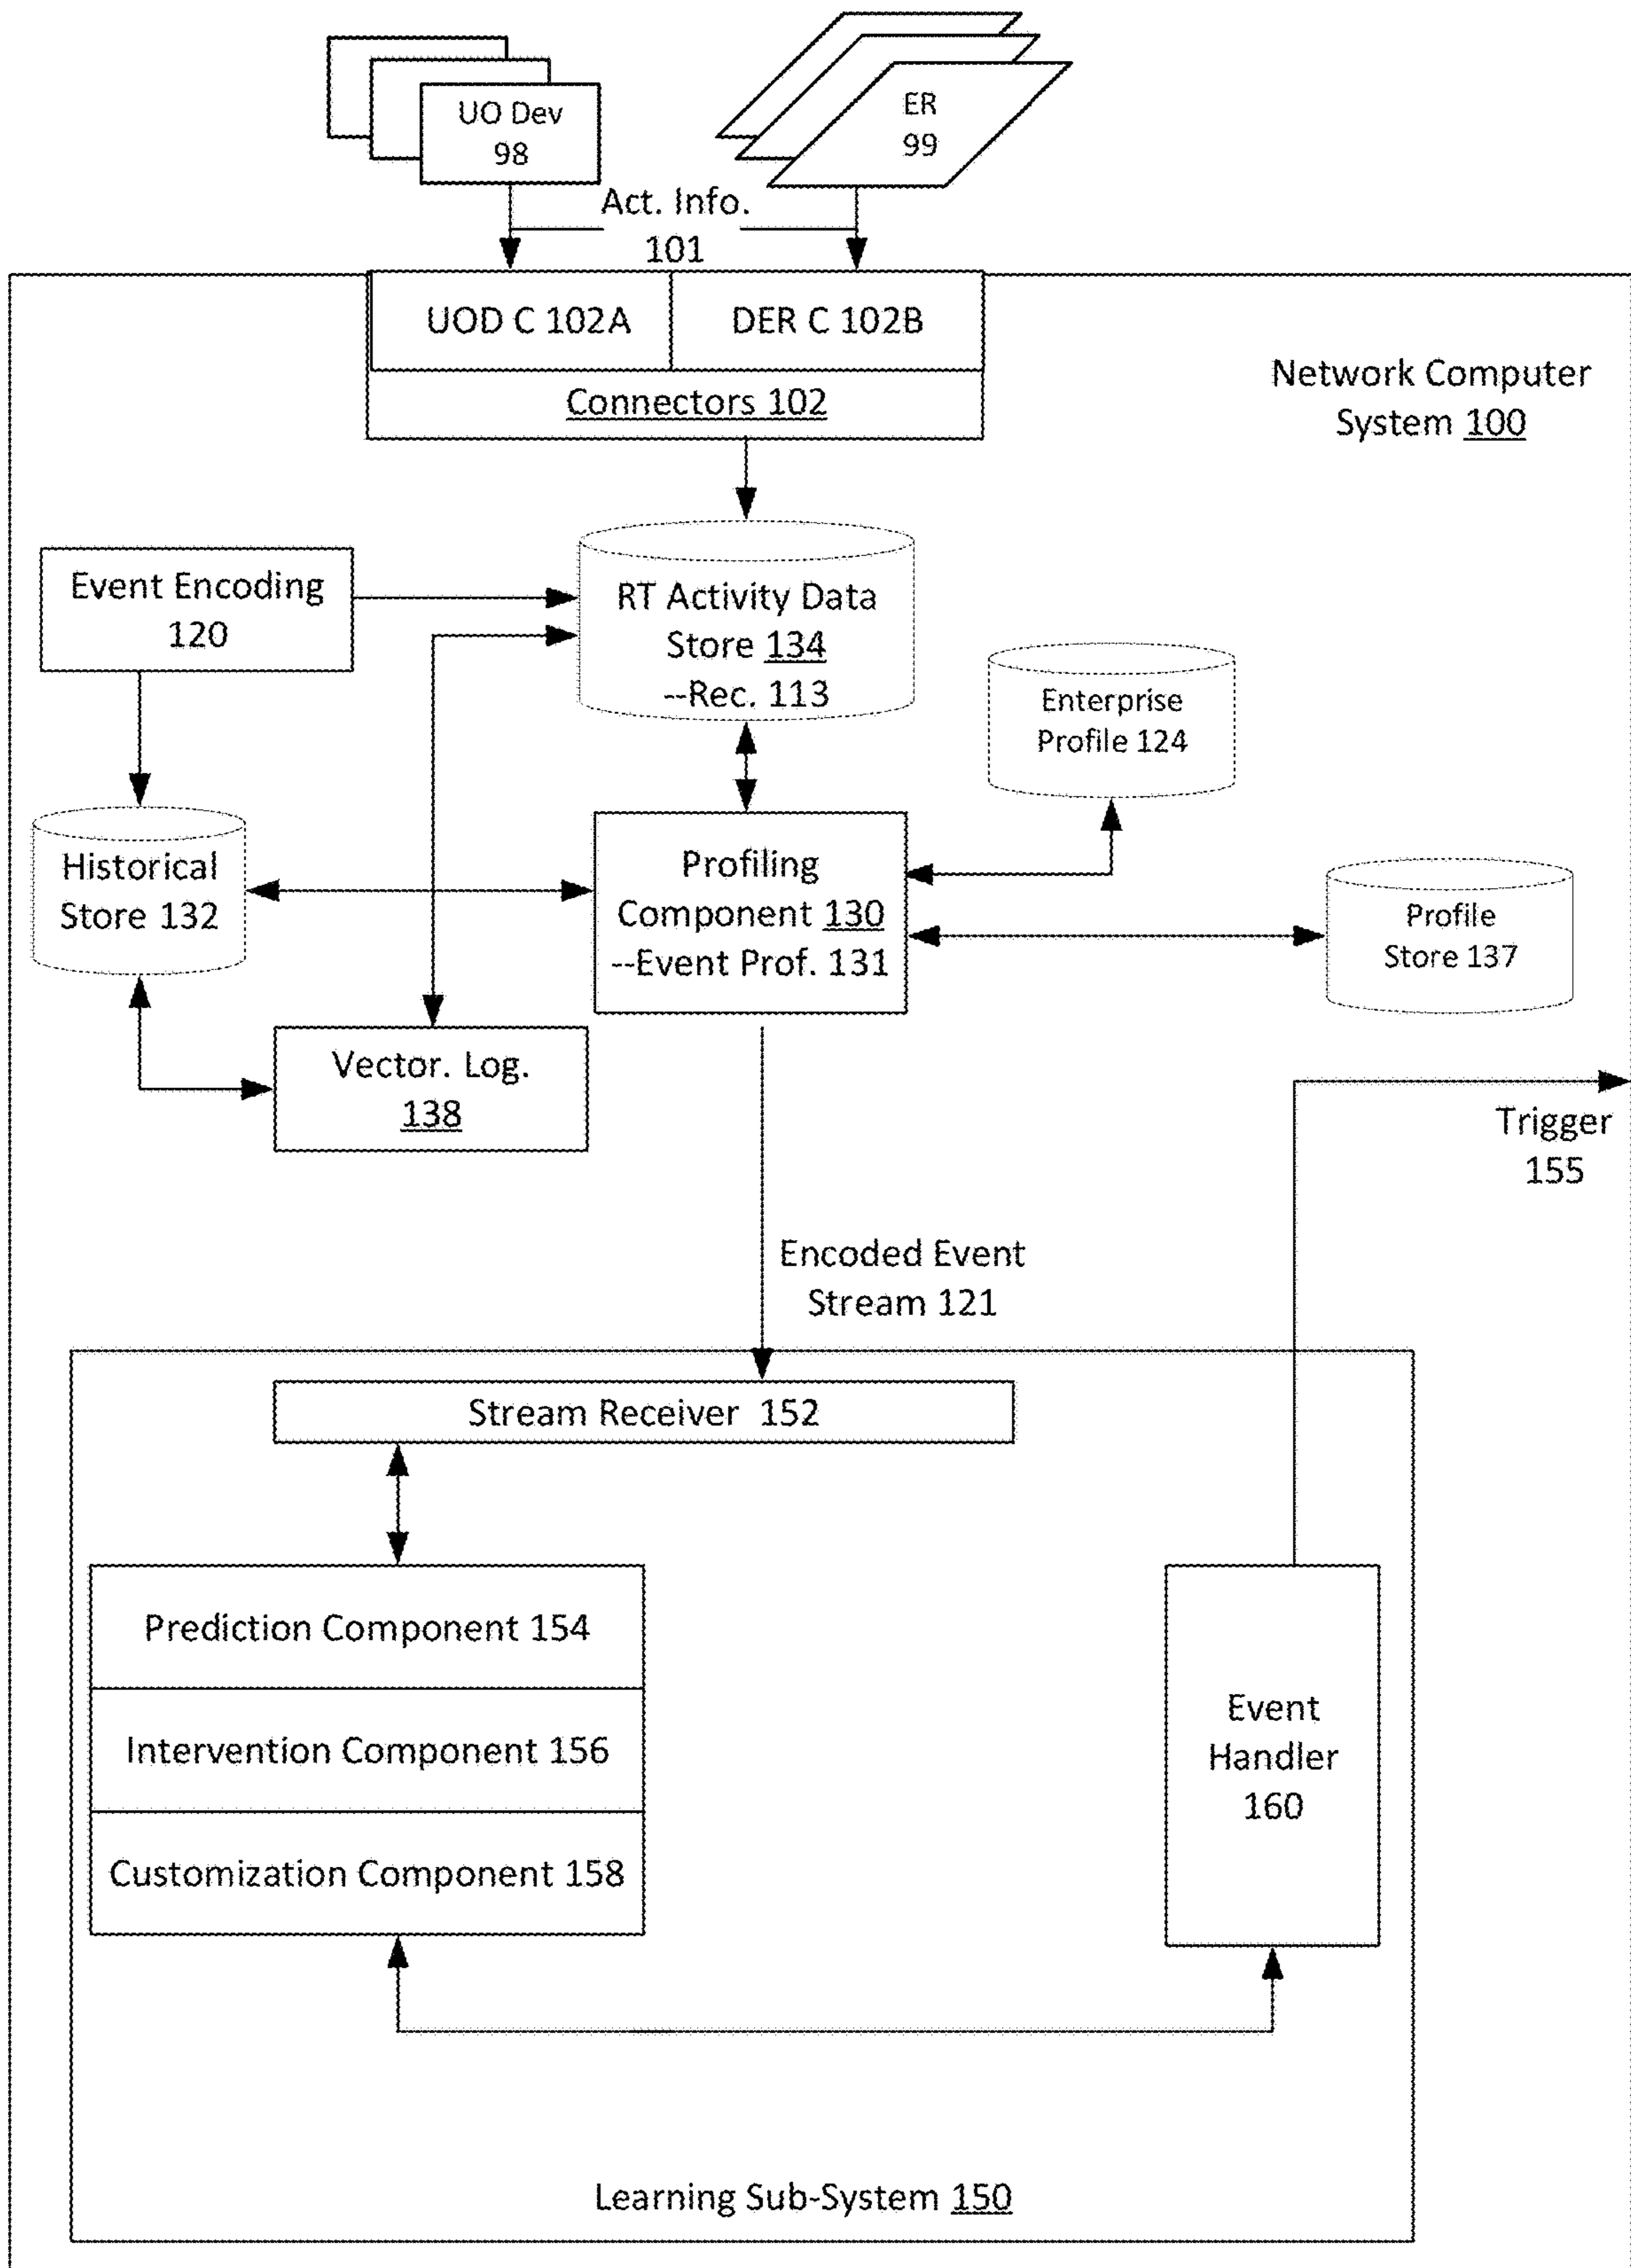 UO Dev
98
ER
99
Act. Info.
101
UOD C 102A
DER C 102B
Connectors 102
Network Computer
System 100
Event Encoding
120
RT Activity Data
Store 134
--Rec. 113
Enterprise
Profile 124
Historical
Store 132
Profiling
Component 130
--Event Prof. 131
Profile
Store 137
Vector. Log.
138
Trigger
155
Encoded Event
Stream 121
Stream Receiver 152
Prediction Component 154
Intervention Component 156
Customization Component 158
Event
Handler
160
Learning Sub-System 150